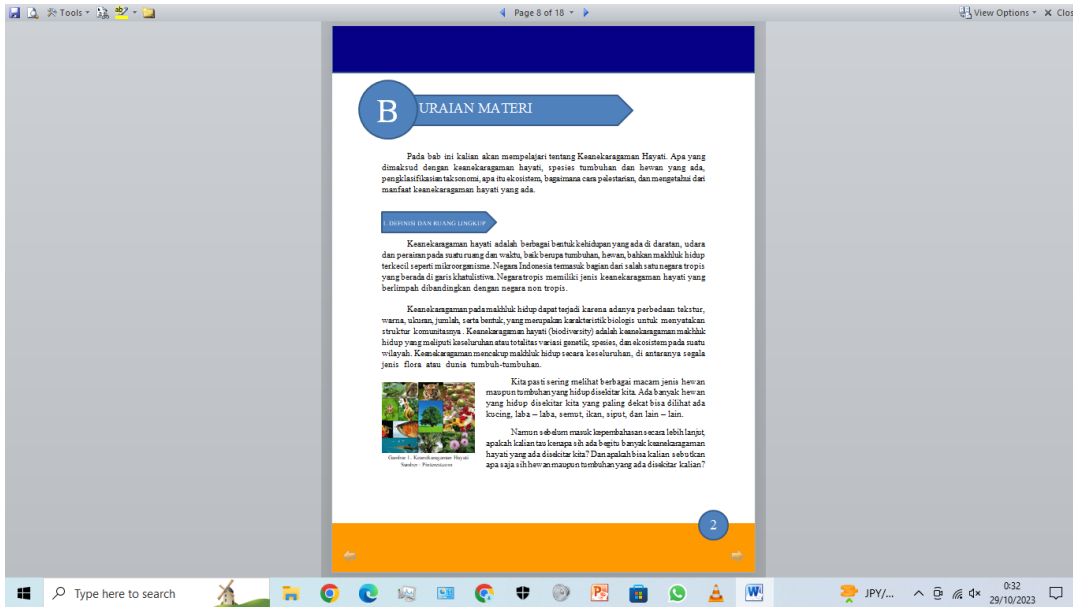 Tools
Page 8 of 18
View Options
Clos
B URAIAN MATERI
Pada bab ini kalian akan mempelajari tentang Keanekaragaman Hayati. Apa yang
dimaksud dengan keanekaragaman hayati, spesies tumbuhan dan hewan yang ada,
pengklasifikasian taksonomi, apa itu ekosistem, bagaimana cara pelestarian, dan mengetahui dari
manfaat keanekaragaman hayati yang ada.
1. DEFINISI DAN RUANG LINGKUP
Keanekaragaman hayati adalah berbagai bentuk kehidupan yang ada di daratan, udara
dan perairan pada suatu ruang dan waktu, baik berupa tumbuhan, hewan, bahkan makhluk hidup
terkecil seperti mikroorganisme. Negara Indonesia termasuk bagian dari salah satu negara tropis
yang berada di garis khatulistiwa. Negara tropis memiliki jenis keanekaragaman hayati yang
berlimpah dibandingkan dengan negara non tropis.
Keanekaragaman pada makhluk hidup dapat terjadi karena adanya perbedaan tekstur,
warna, ukuran, jumlah, serta bentuk, yang merupakan karakteristik biologis untuk menyatakan
struktur komunitasnya . Keanekaragaman hayati (biodiversity) adalah keanekaragaman makhluk
hidup yang meliputi keseluruhan atau totalitas variasi genetik, spesies, dan ekosistem pada suatu
wilayah. Keanekaragaman mencakup makhluk hidup secara keseluruhan, di antaranya segala
jenis flora atau dunia tumbuh-tumbuhan.
Kita pasti sering melihat berbagai macam jenis hewan
maupun tumbuhan yang hidup disekitar kita. Ada banyak hewan
yang hidup disekitar kita yang paling dekat bisa dilihat ada
kucing, laba – laba, semut, ikan, siput, dan lain – lain.
Namun sebelum masuk kepembahasan secara lebih lanjut,
apakah kalian tau kenapa sih ada begitu banyak keanekaragaman
hayati yang ada disekitar kita? Dan apakah bisa kalian sebutkan
apa saja sih hewan maupun tumbuhan yang ada disekitar kalian?
Gambar 1. Keanekaragaman Hayati
Sumber :
2
Type here to search
JPY/...
0:32
29/10/2023